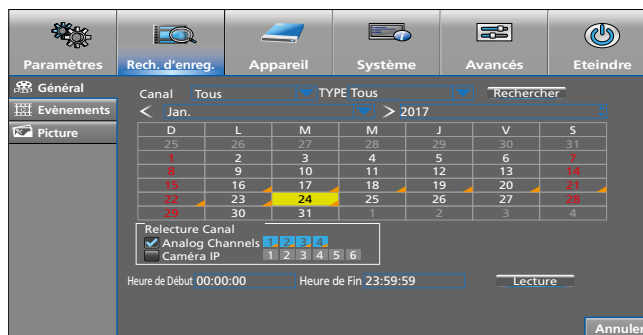 Paramètres Rech. d'enreg. Appareil Système Avancés Eteindre
Général
Evènements
Picture
Canal Tous TYPE Tous Rechercher
< Jan. > 2017
D L M M J V S
25 26 27 28 29 30 31
1 2 3 4 5 6 7
8 9 10 11 12 13 14
15 16 17 18 19 20 21
22 23 24 25 26 27 28
29 30 31 1 2 3 4
Relecture Canal
Analog Channels 1 2 3 4
Caméra IP 1 2 3 4 5 6
Heure de Début 00:00:00 Heure de Fin 23:59:59 Lecture
Annuler